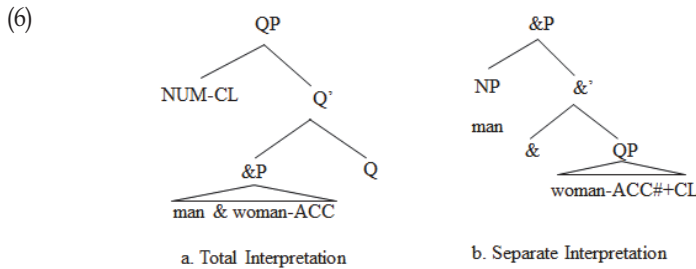 (6)
QP
NUM-CL Q’
&P Q
man & woman-ACC
a. Total Interpretation
&P
NP &’
man
& QP
woman-ACC#+CL
b. Separate Interpretation